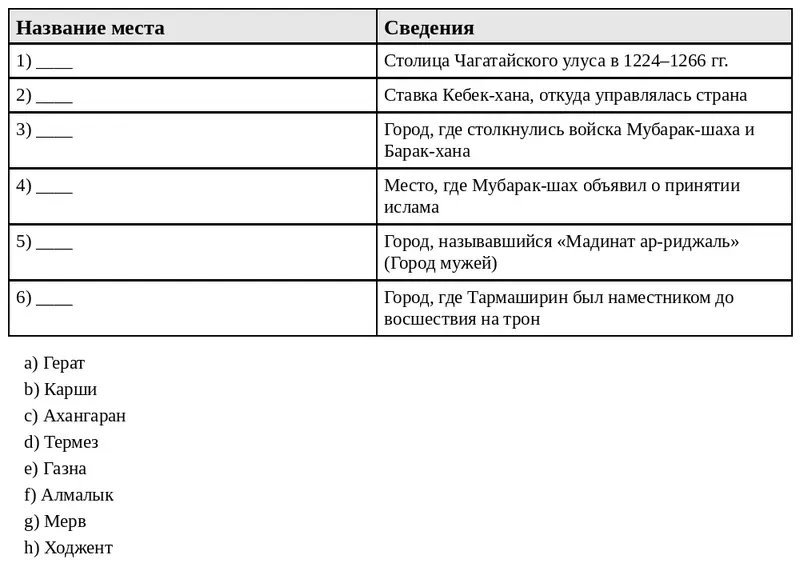 Название места
Сведения
1) ____
Столица Чагатайского улуса в 1224–1266 гг.
2) ____
Ставка Кебек-хана, откуда управлялась страна
3) ____
Город, где столкнулись войска Мубарак-шаха и
Барак-хана
4) ____
Место, где Мубарак-шах объявил о принятии
ислама
5) ____
Город, называвшийся «Мадинат ар-риджаль»
(Город мужей)
6) ____
Город, где Тармаширин был наместником до
восшествия на трон
a) Герат
b) Карши
c) Ахангаран
d) Термез
e) Газна
f) Алмалык
g) Мерв
h) Ходжент